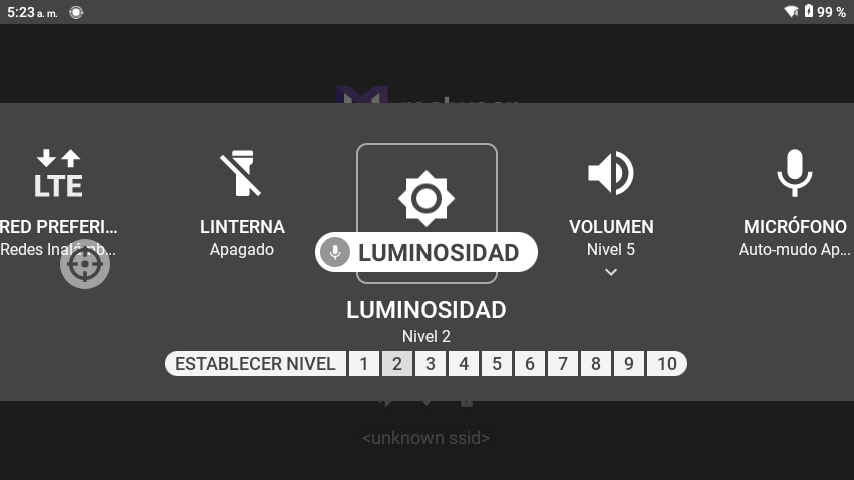 5:23 a. m.
99 %
LTE
RED PREFERI...
Redes Inalámb...
LINTERNA
Apagado
LUMINOSIDAD
VOLUMEN
Nivel 5
MICRÓFONO
Auto-mudo Ap...
LUMINOSIDAD
Nivel 2
ESTABLECER NIVEL 1 2 3 4 5 6 7 8 9 10
<unknown ssid>